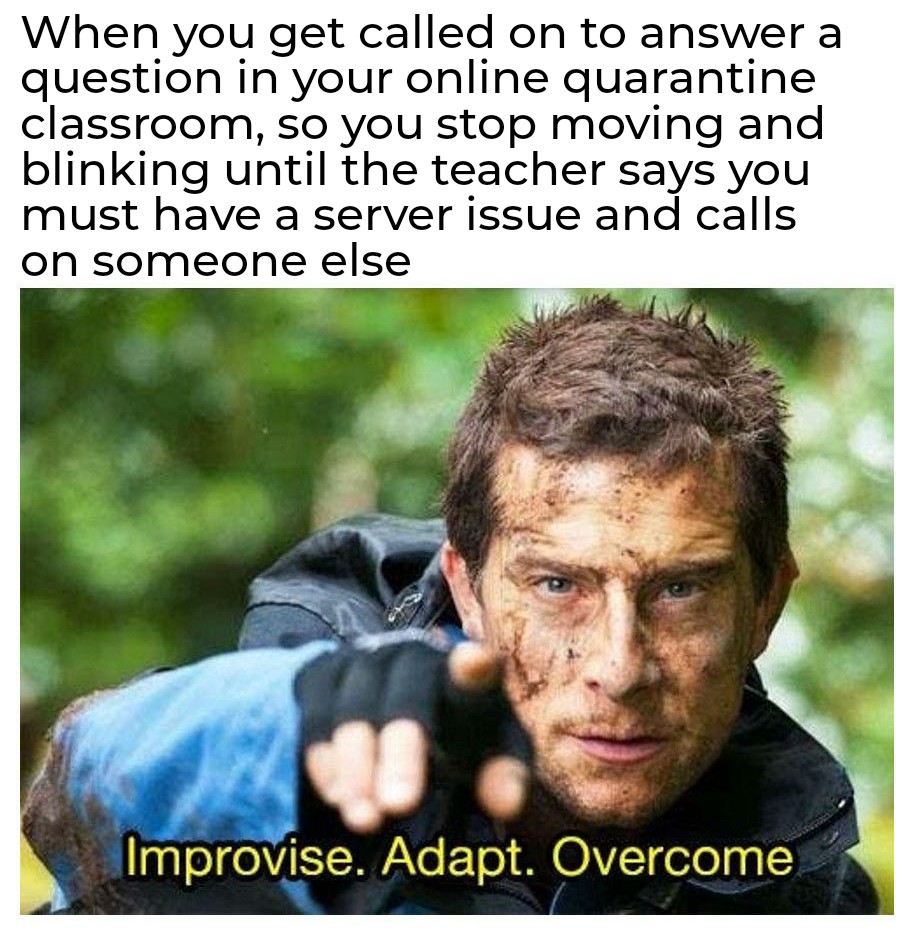 When you get called on to answer a
question in your online quarantine
classroom, so you stop moving and
blinking until the teacher says you
must have a server issue and calls
on someone else
Improvise. Adapt. Overcome